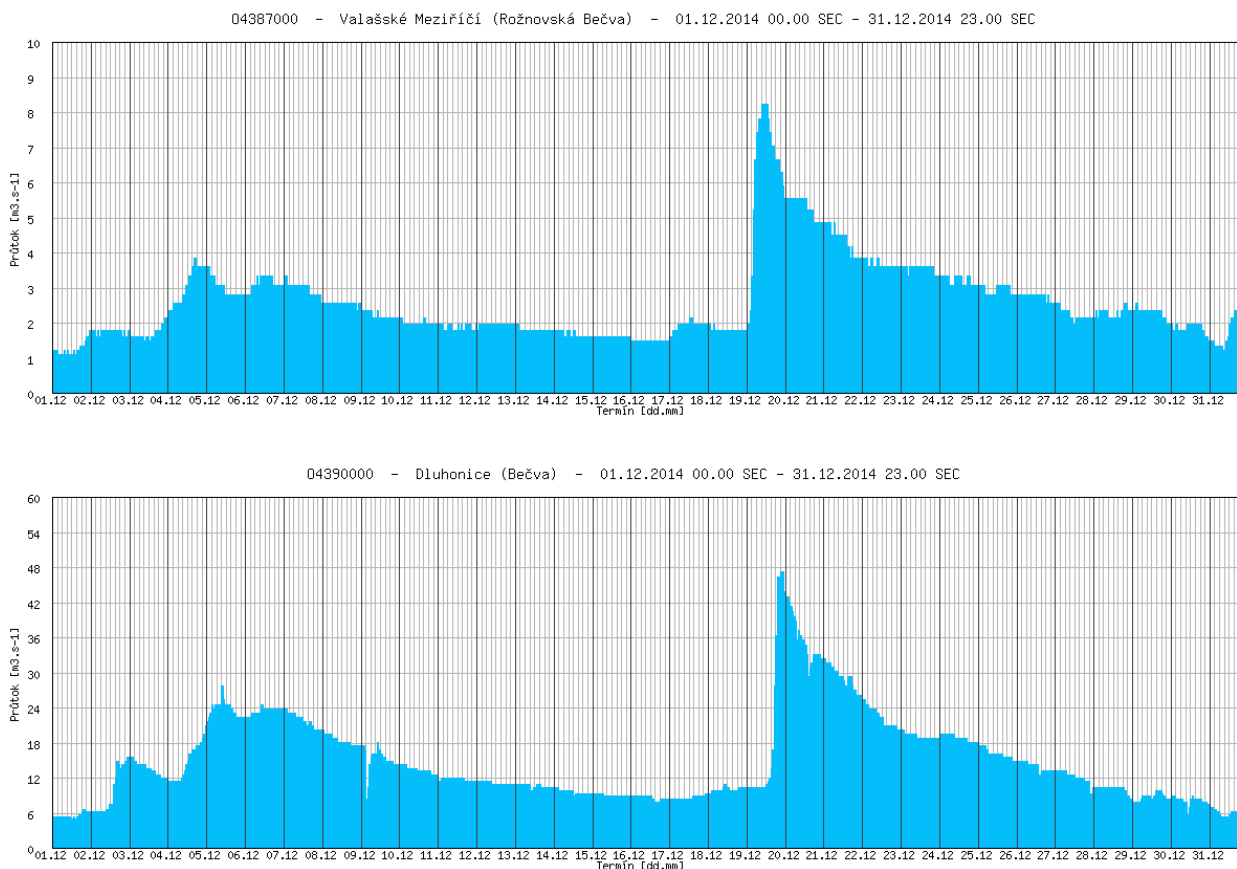 04387000 - Valašské Meziříčí (Rožnovská Bečva) - 01.12.2014 00.00 SEC - 31.12.2014 23.00 SEC
10
9
8
7
6
5
4
3
2
1
0
Průtok [m3.s-1]
01.12 02.12 03.12 04.12 05.12 06.12 07.12 08.12 09.12 10.12 11.12 12.12 13.12 14.12 15.12 16.12 17.12 18.12 19.12 20.12 21.12 22.12 23.12 24.12 25.12 26.12 27.12 28.12 29.12 30.12 31.12
Termín [dd.mm]
04390000 - Dluhonice (Bečva) - 01.12.2014 00.00 SEC - 31.12.2014 23.00 SEC
60
54
48
42
36
30
24
18
12
6
0
Průtok [m3.s-1]
01.12 02.12 03.12 04.12 05.12 06.12 07.12 08.12 09.12 10.12 11.12 12.12 13.12 14.12 15.12 16.12 17.12 18.12 19.12 20.12 21.12 22.12 23.12 24.12 25.12 26.12 27.12 28.12 29.12 30.12 31.12
Termín [dd.mm]